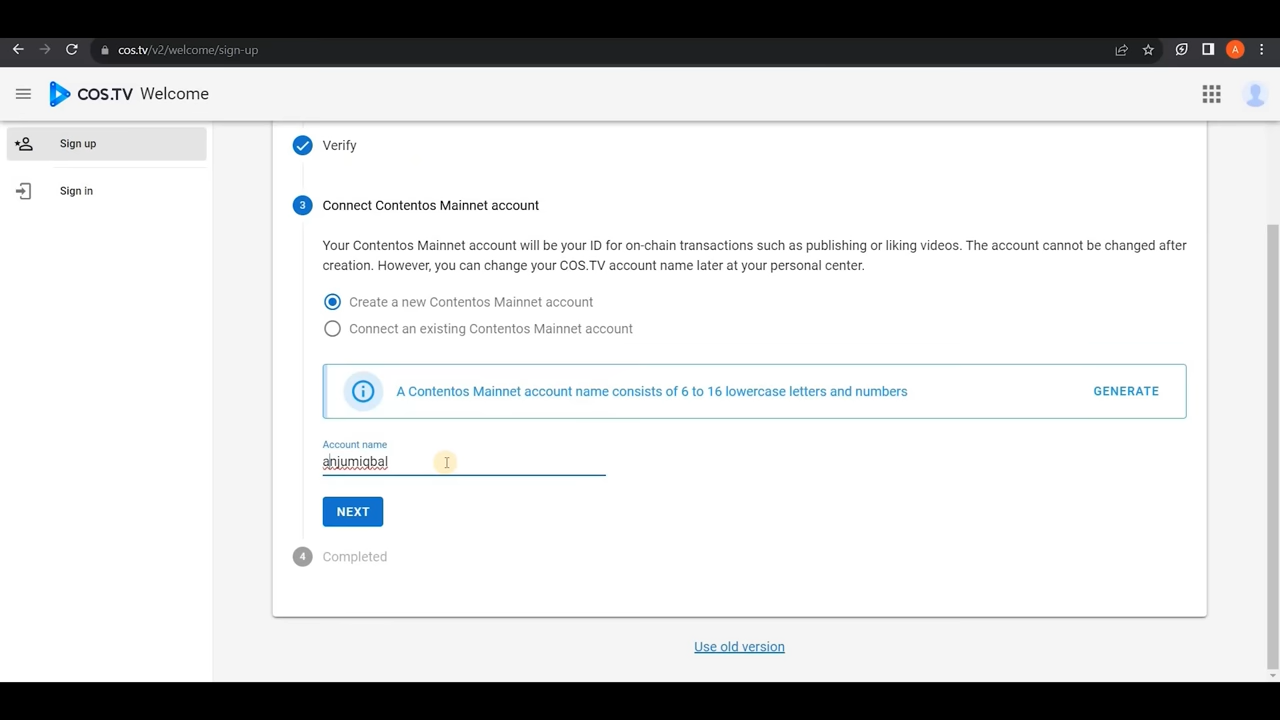 cos.tv/v2/welcome/sign-up
A
COS.TV Welcome
Sign up
Sign in
Verify
3 Connect Contentos Mainnet account
Your Contentos Mainnet account will be your ID for on-chain transactions such as publishing or liking videos. The account cannot be changed after
creation. However, you can change your COS.TV account name later at your personal center.
Create a new Contentos Mainnet account
Connect an existing Contentos Mainnet account
A Contentos Mainnet account name consists of 6 to 16 lowercase letters and numbers GENERATE
Account name
anjumiqbal
NEXT
4 Completed
Use old version